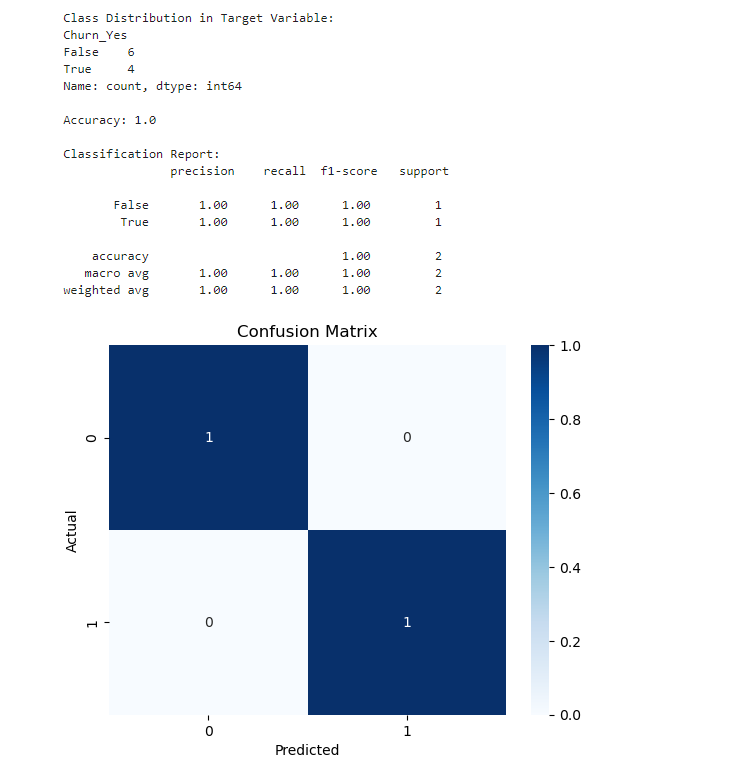 Class Distribution in Target Variable:
Churn_Yes
False    6
True     4
Name: count, dtype: int64

Accuracy: 1.0

Classification Report:
               precision    recall  f1-score   support

       False       1.00      1.00      1.00         1
        True       1.00      1.00      1.00         1

    accuracy                           1.00         2
   macro avg       1.00      1.00      1.00         2
weighted avg       1.00      1.00      1.00         2

Confusion Matrix
1.0
0.8
0.6
0.4
0.2
0.0
Actual
0
1
1 0
0 1
0 1
Predicted